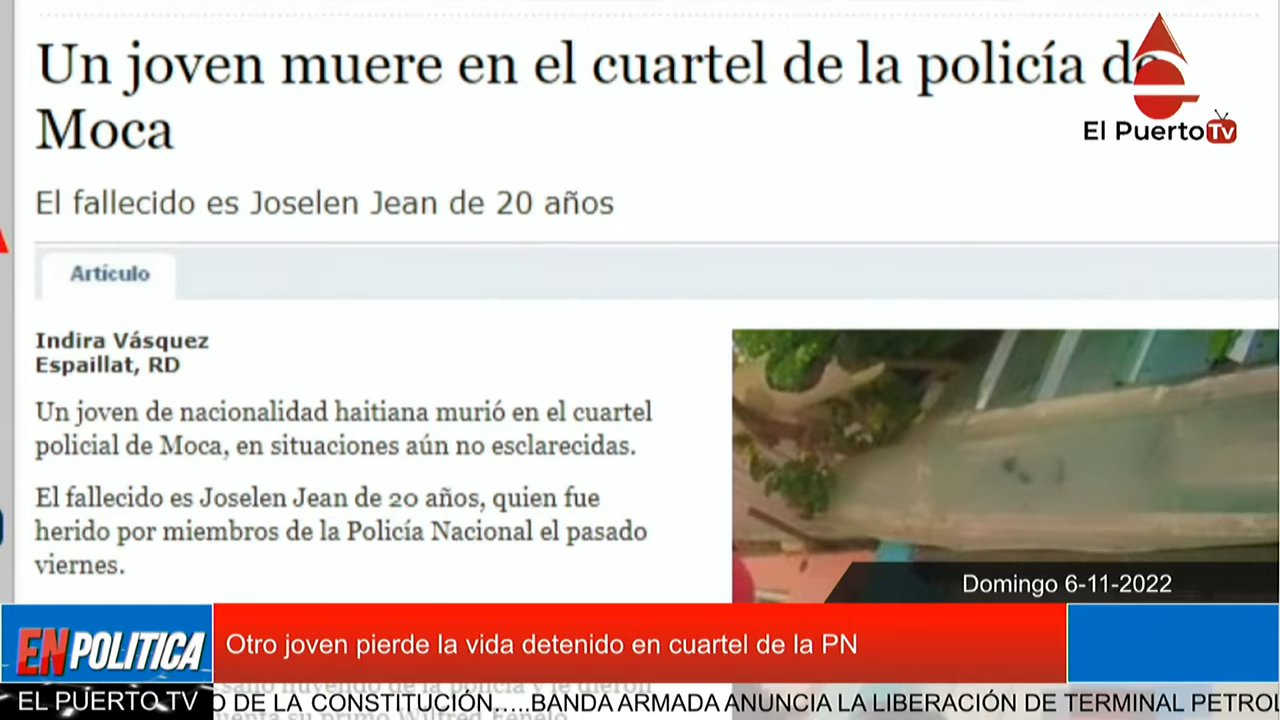 Un joven muere en el cuartel de la policía de
Moca
El Puerto Tv
El fallecido es Joselen Jean de 20 años
Artículo
Indira Vásquez
Espaillat, RD
Un joven de nacionalidad haitiana murió en el cuartel
policial de Moca, en situaciones aún no esclarecidas.
El fallecido es Joselen Jean de 20 años, quien fue
herido por miembros de la Policía Nacional el pasado
viernes.
Domingo 6-11-2022
EN POLITICA
Otro joven pierde la vida detenido en cuartel de la PN
EL PUERTO TV
O DE LA CONSTITUCIÓN.....BANDA ARMADA ANUNCIA LA LIBERACIÓN DE TERMINAL PETROL